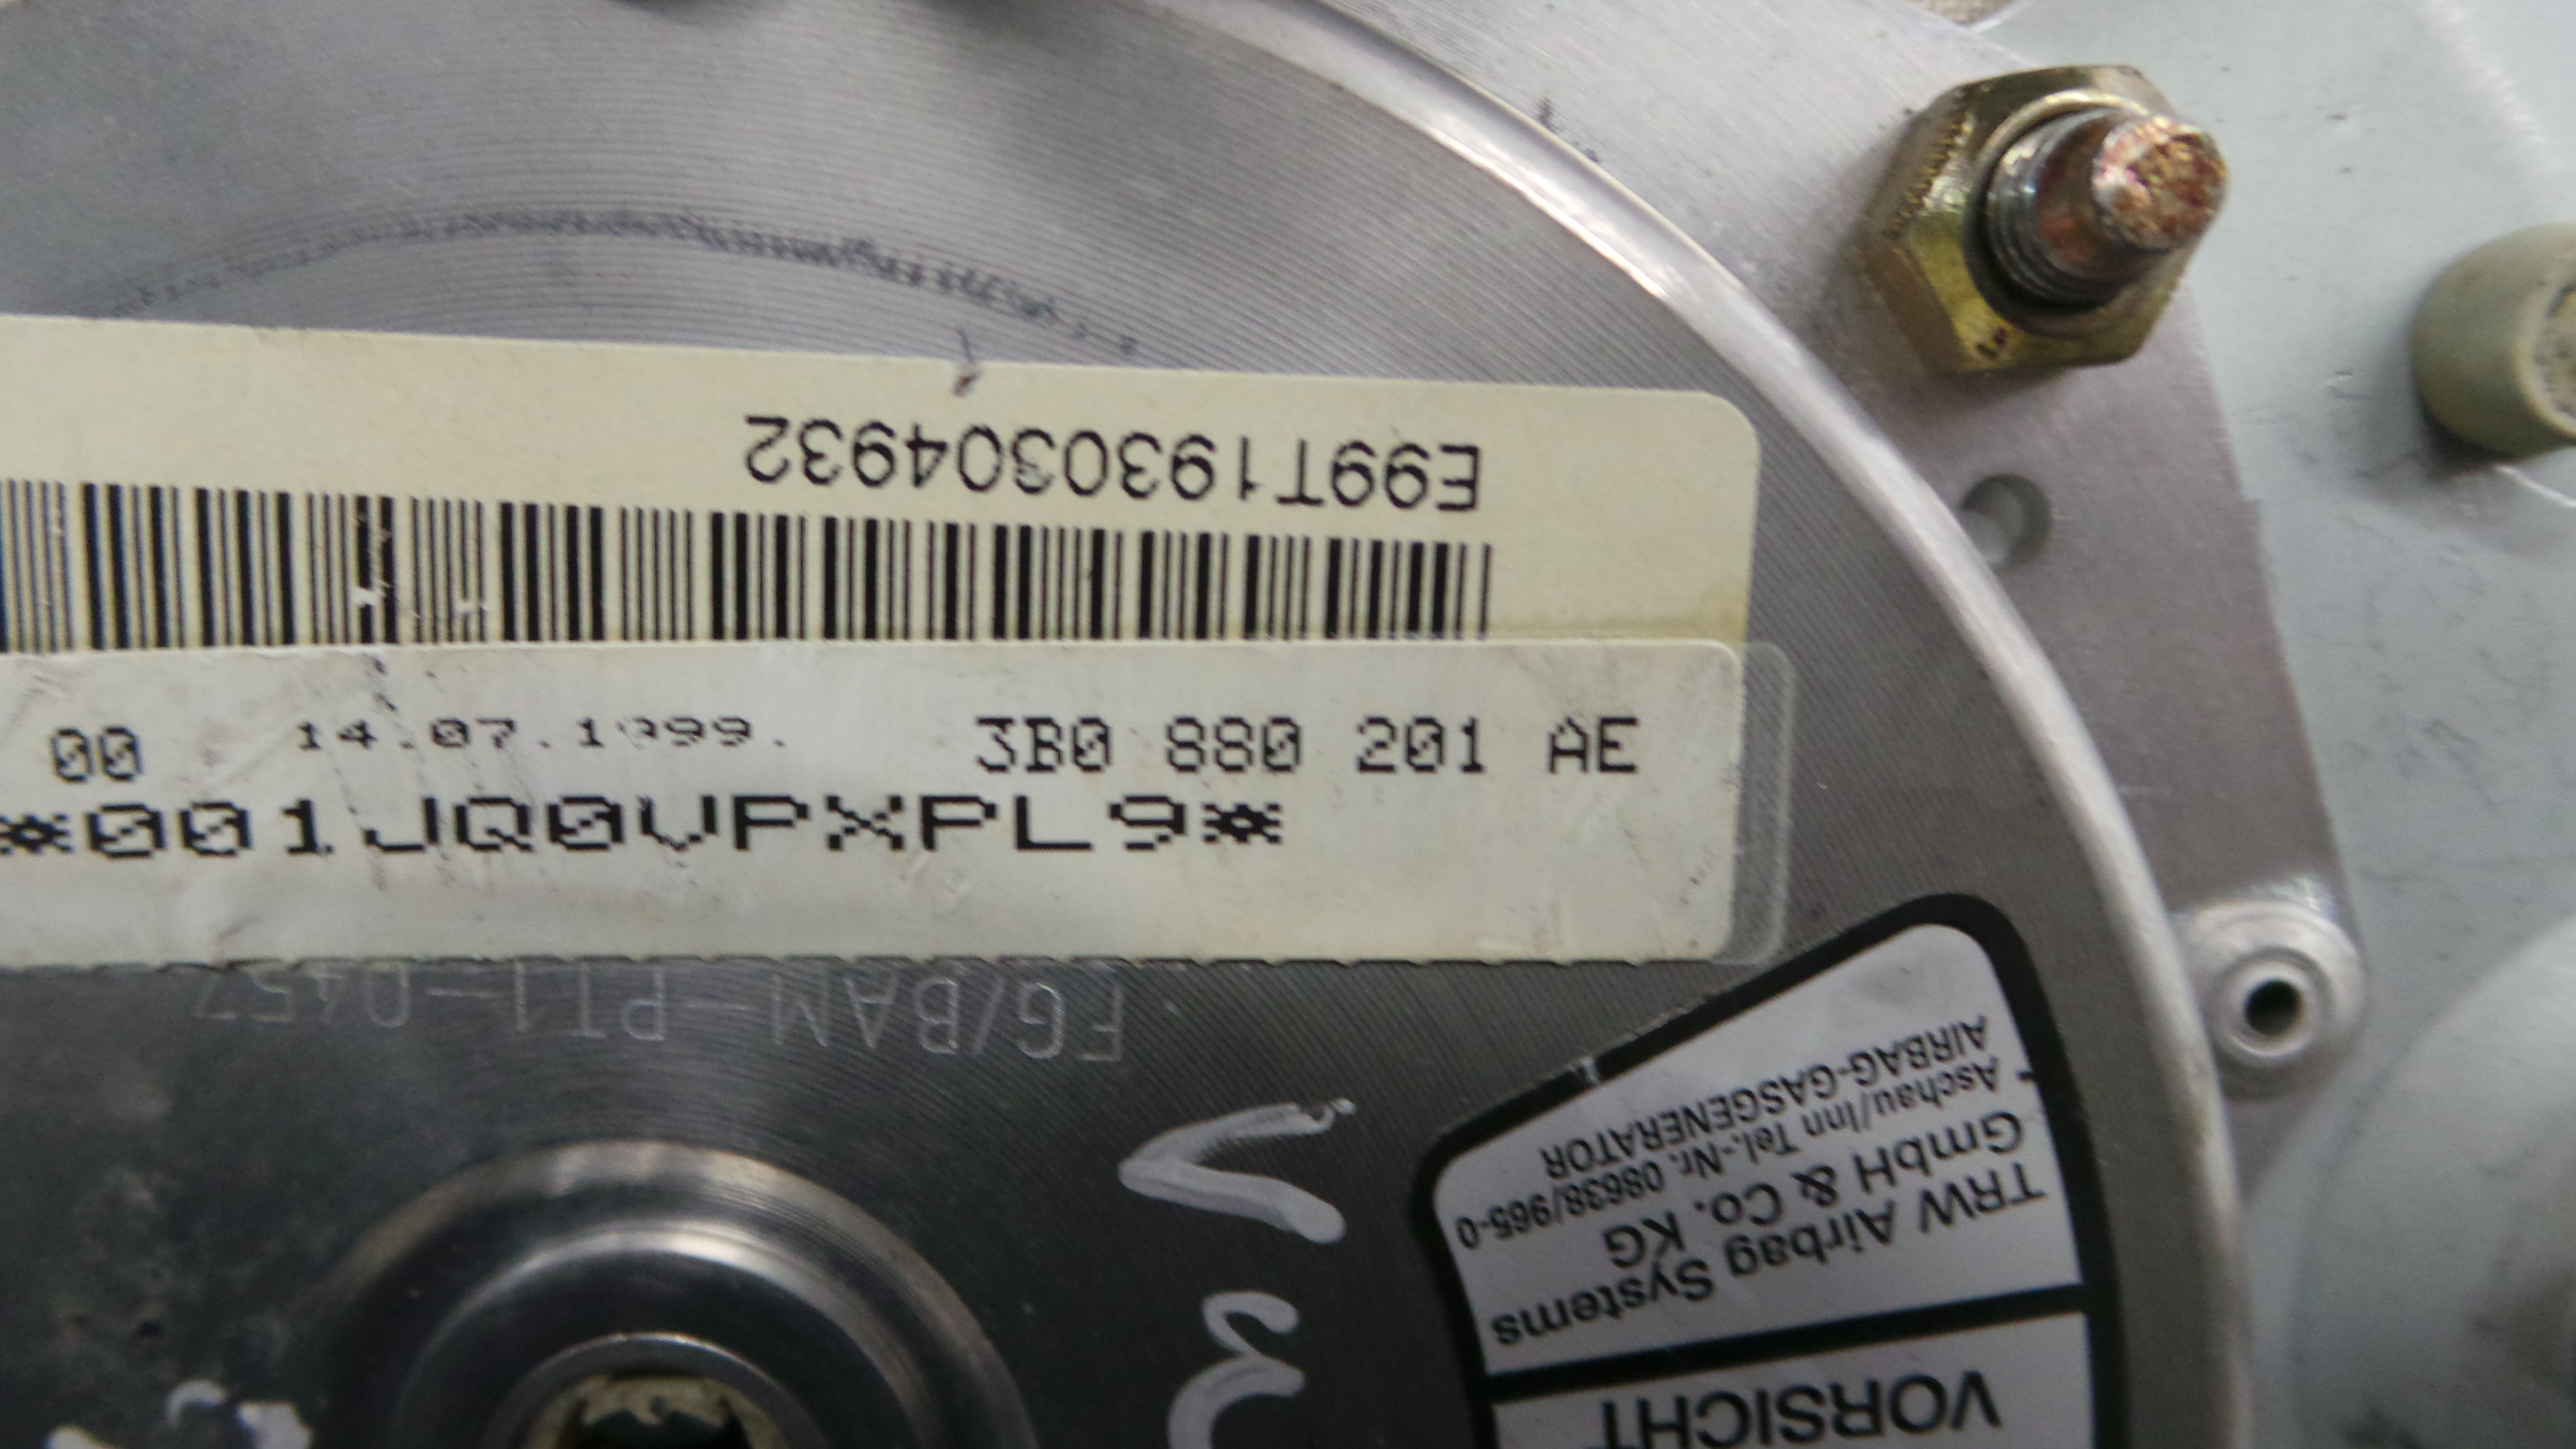 E99T1930304932
00 14.07.1999. 3B0 880 201 AE
*001JQ0VPXPL9*
FG/BAM-PT1-0457
VORSICHT
TRW Airbag Systems
GmbH & Co. KG
Aschau/Inn Tel.-Nr. 08638/965-0
AIRBAG-GASGENERATOR